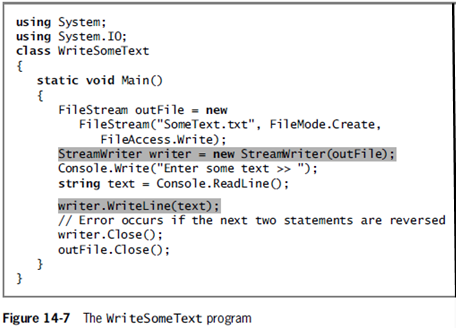 using System;
using System.IO;
class WriteSomeText
{
   static void Main()
   {
      FileStream outFile = new
         FileStream("SomeText.txt", FileMode.Create,
            FileAccess.Write);
      StreamWriter writer = new StreamWriter(outFile);
      Console.Write("Enter some text >> ");
      string text = Console.ReadLine();
      writer.WriteLine(text);
      // Error occurs if the next two statements are reversed
      writer.Close();
      outFile.Close();
   }
}
Figure 14-7 The WriteSomeText program